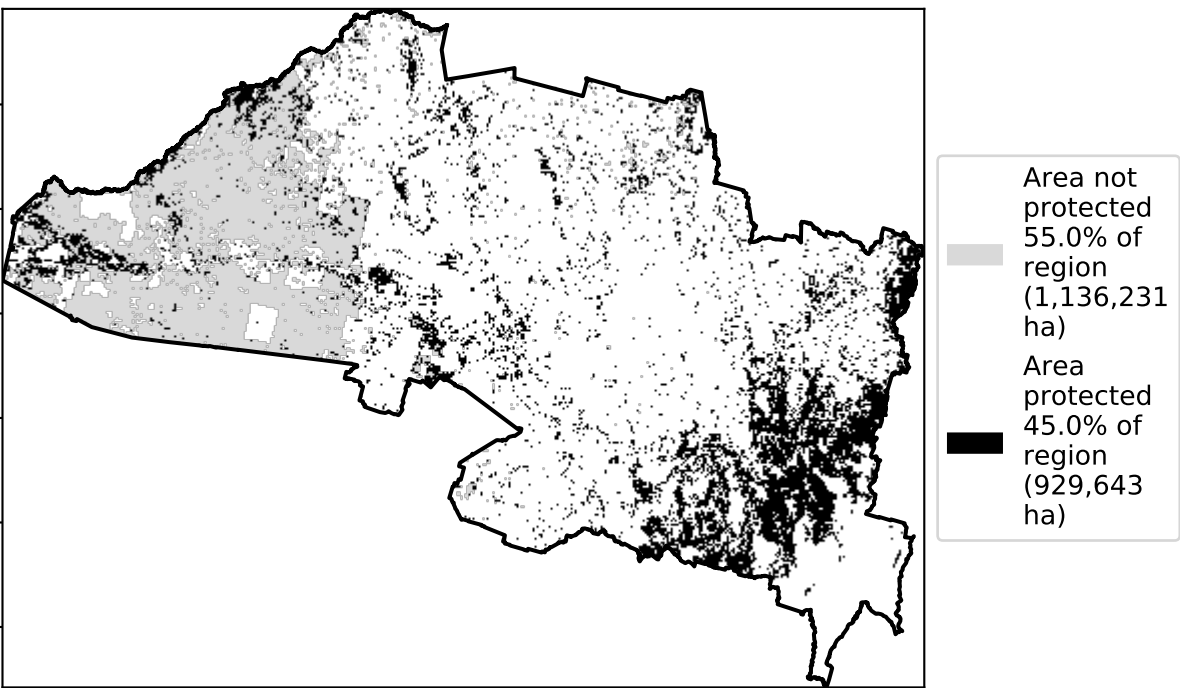 Area not
protected
55.0% of
region
(1,136,231
ha)
Area
protected
45.0% of
region
(929,643
ha)